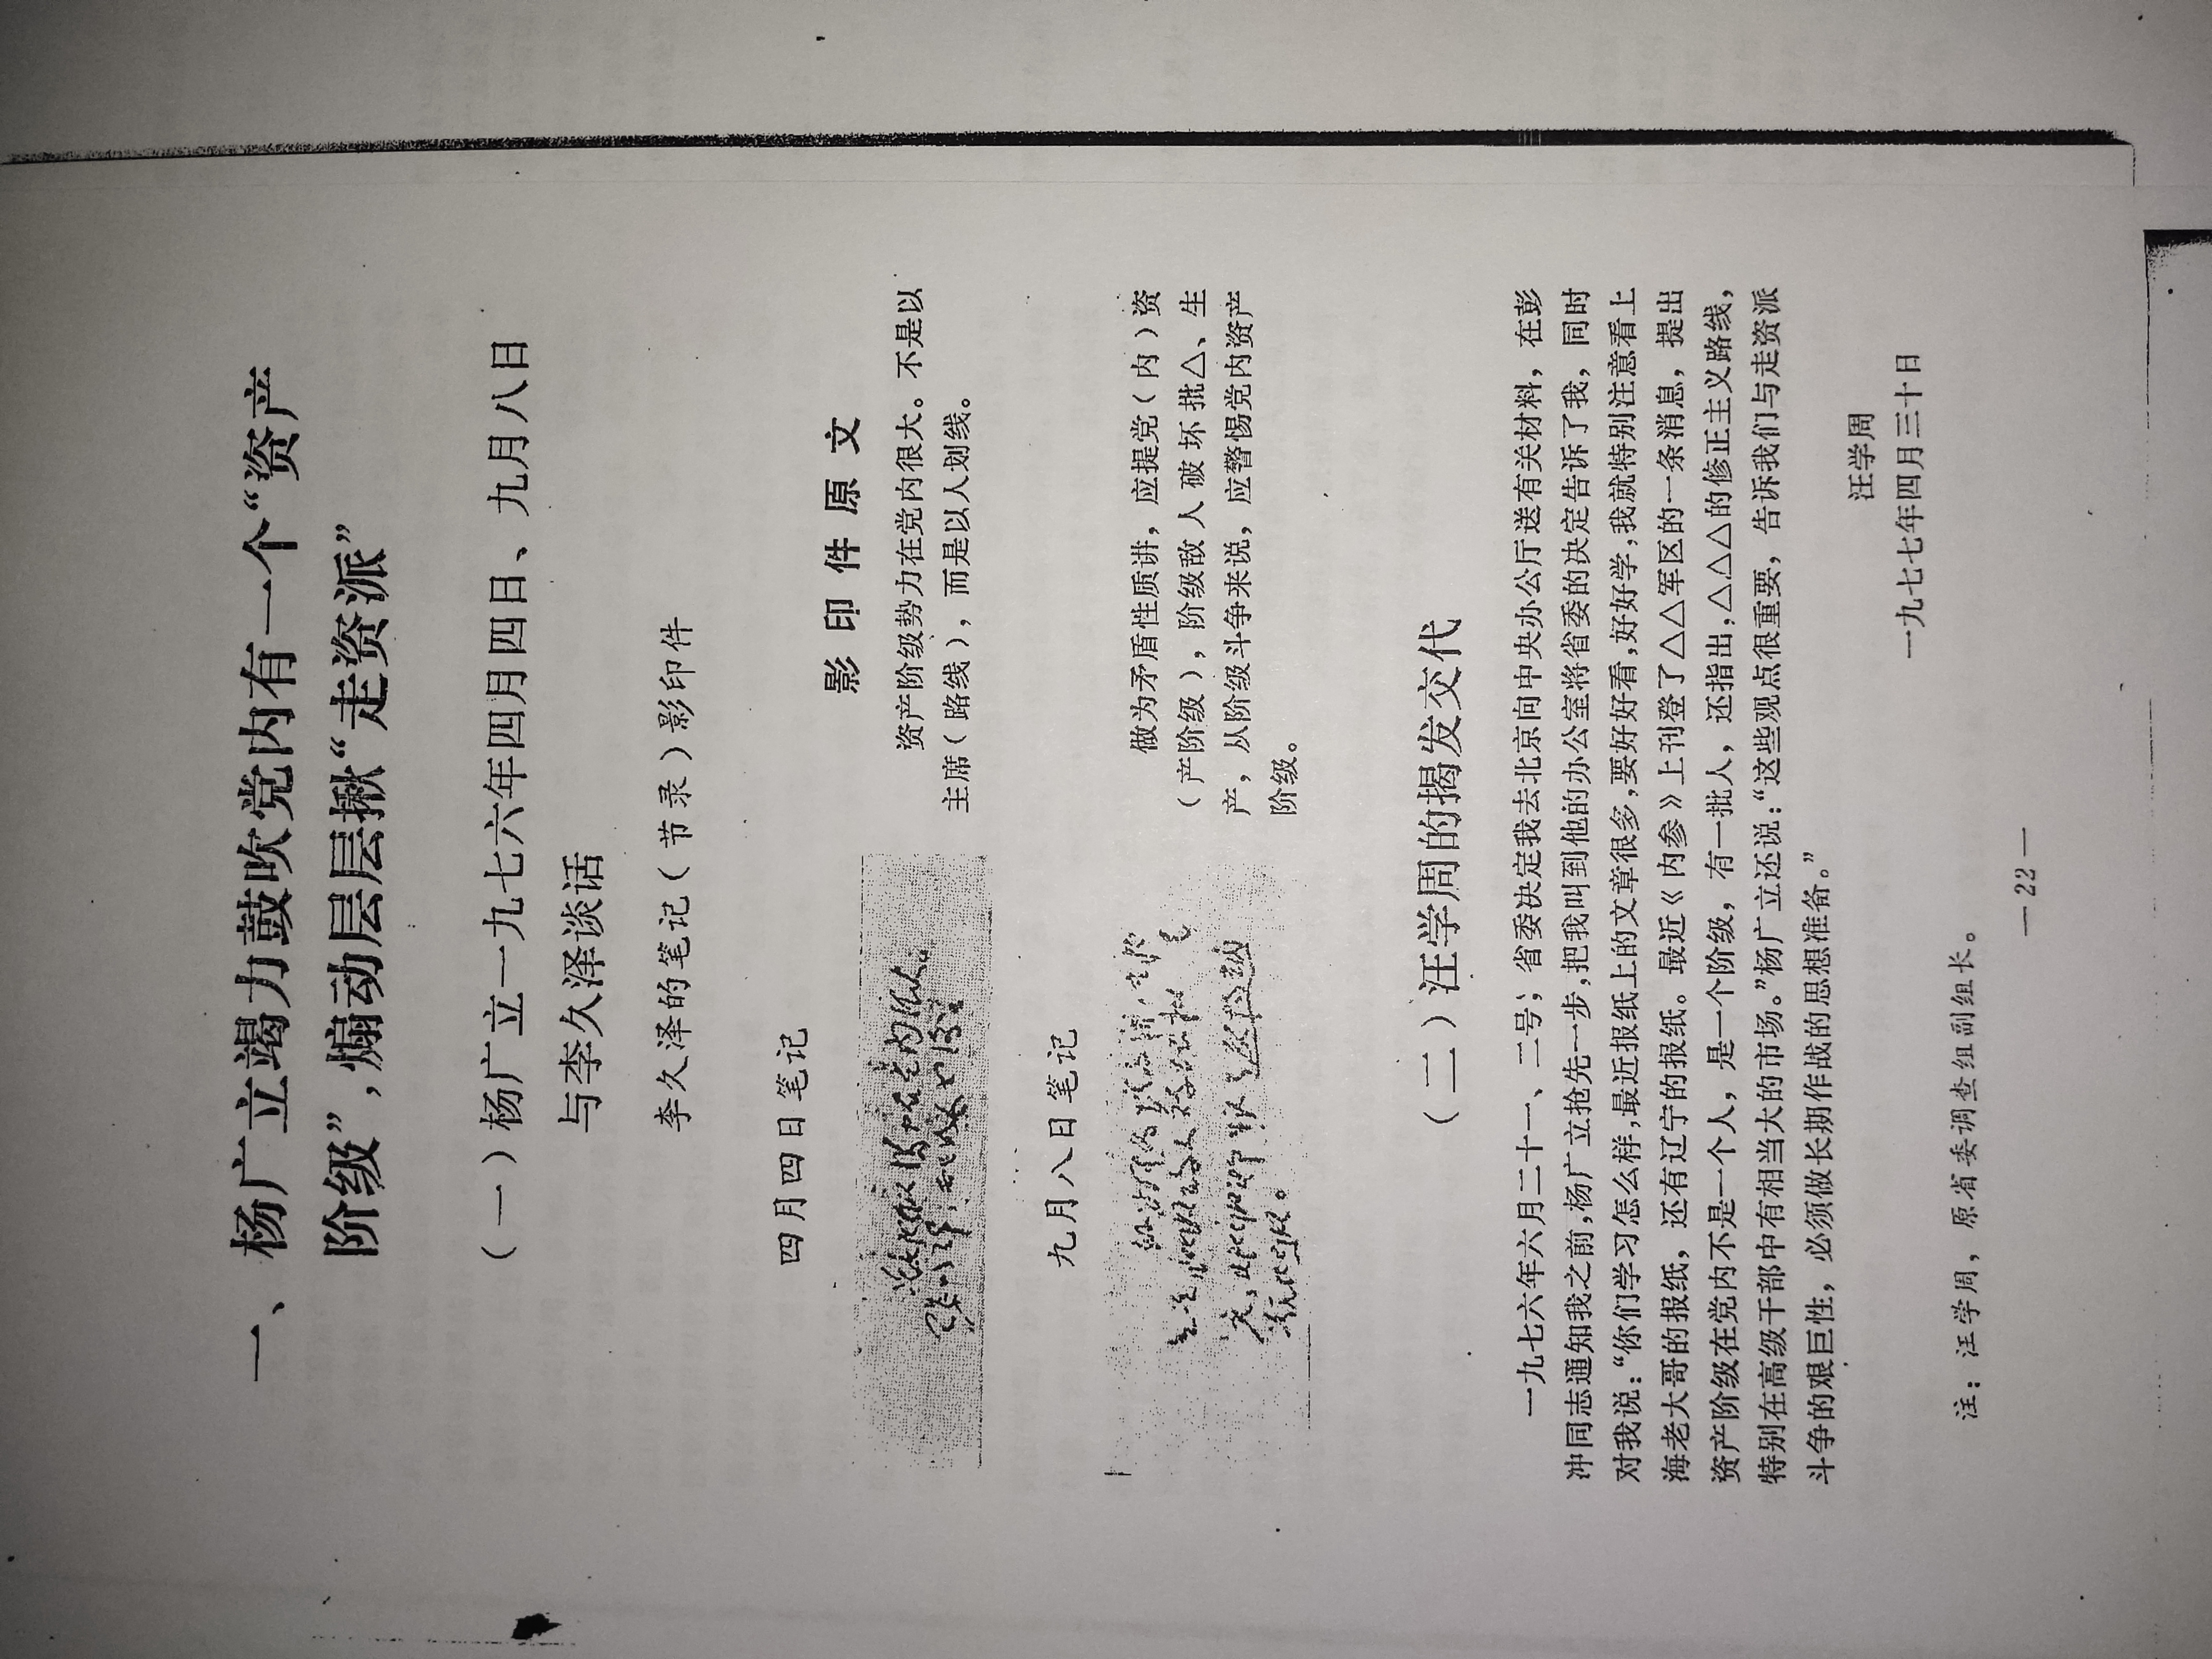 一、杨广立竭力鼓吹党内有一个“资产
阶级”，煽动层层揪“走资派”
（一）杨广立一九七六年四月四日、九月八日
与李久泽谈话
李久泽的笔记（节录）影印件
四月四日笔记
影印件原文
资产阶级势力在党内很大。不是以
主席（路线），而是以人划线。
九月八日笔记
做为矛盾性质讲，应提党（内）资
（产阶级），阶级敌人破坏批△、生
产，从阶级斗争来说，应警惕党内资产
阶级。
（二）汪学周的揭发交代
一九七六年六月二十一、二号；省委决定我去北京向中央办公厅送有关材料，在彭
冲同志通知我之前，杨广立抢先一步，把我叫到他的办公室将省委的决定告诉了我，同时
对我说：“你们学习怎么样，最近报纸上的文章很多，要好好看，好好学，我就特别注意看上
海老大哥的报纸，还有辽宁的报纸。最近《内参》上刊登了△△军区的一条消息，提出
资产阶级在党内不是一个人，是一个阶级，有一批人，还指出，△△△的修正主义路线，
特别在高级干部中有相当大的市场。”杨广立还说：“这些观点很重要，告诉我们与走资派
斗争的艰巨性，必须做长期作战的思想准备。”
汪学周
一九七七年四月三十日
注：汪学周，原省委调查组副组长。
— 22 —